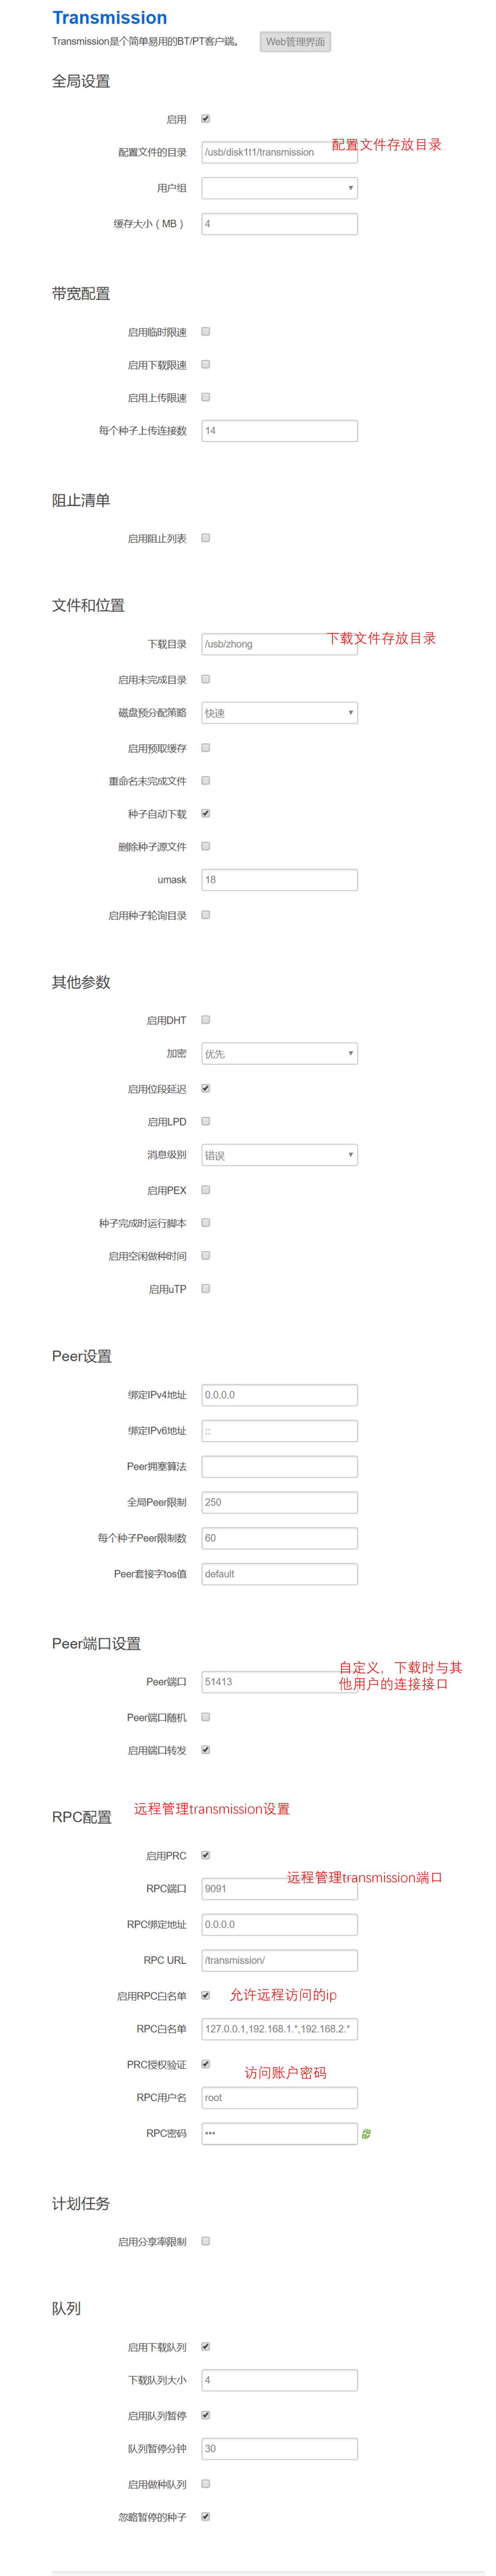 Transmission
Transmission是个简单易用的BT/PT客户端。 Web管理界面
全局设置
启用
配置文件的目录 /usb/disk1t1/transmission 配置文件存放目录
用户组
缓存大小（MB） 4
带宽配置
启用临时限速
启用下载限速
启用上传限速
每个种子上传连接数 14
阻止清单
启用阻止列表
文件和位置
下载目录 /usb/zhong 下载文件存放目录
启用未完成目录
磁盘预分配策略 快速
启用预取缓存
重命名未完成文件
种子自动下载
删除种子源文件
umask 18
启用种子轮询目录
其他参数
启用DHT
加密 优先
启用位段延迟
启用LPD
消息级别 错误
启用PEX
种子完成时运行脚本
启用空闲做种时间
启用uTP
Peer设置
绑定IPv4地址 0.0.0.0
绑定IPv6地址 ::
Peer拥塞算法
全局Peer限制 250
每个种子Peer限制数 60
Peer套接字tos值 default
Peer端口设置
自定义，下载时与其
Peer端口 51413 他用户的连接接口
Peer端口随机
启用端口转发
RPC配置 远程管理transmission设置
启用PRC
RPC端口 9091 远程管理transmission端口
RPC绑定地址 0.0.0.0
RPC URL /transmission/
启用RPC白名单 允许远程访问的ip
RPC白名单 127.0.0.1,192.168.1.*,192.168.2.*
PRC授权验证 访问账户密码
RPC用户名 root
RPC密码 •••
计划任务
启用分享率限制
队列
启用下载队列
下载队列大小 4
启用队列暂停
队列暂停分钟 30
启用做种队列
忽略暂停的种子